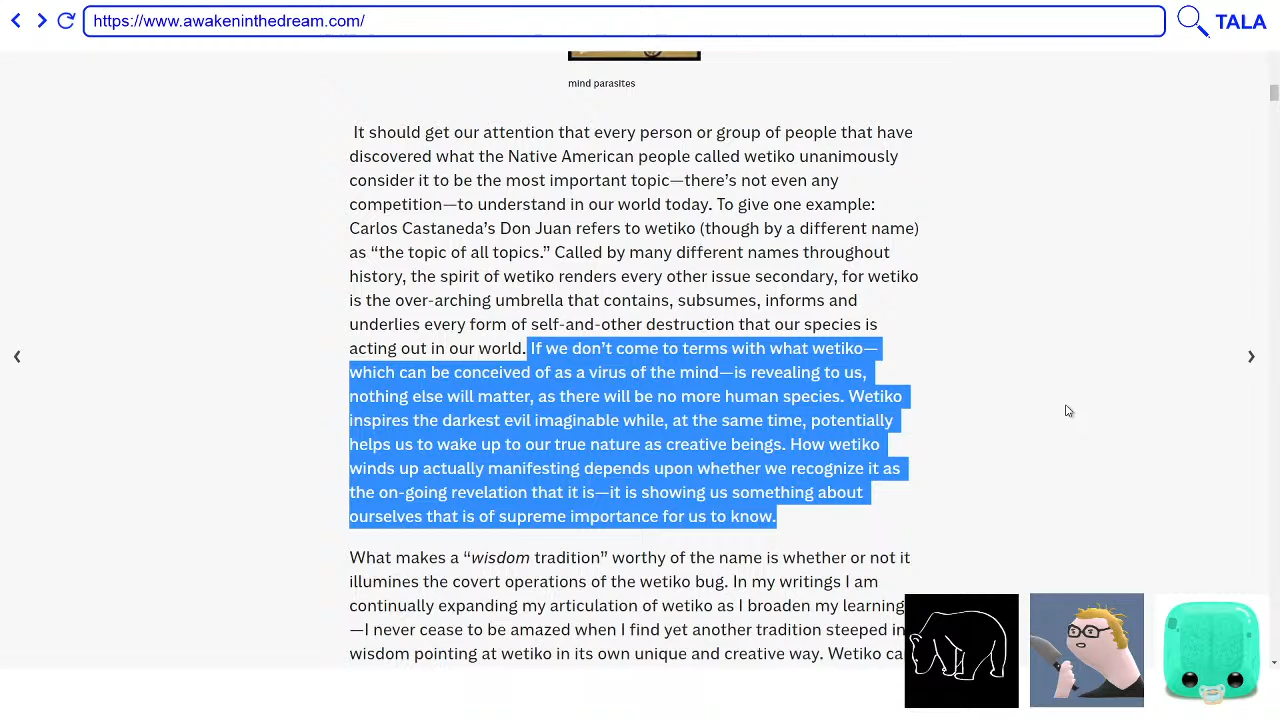 https://www.awakeninthedream.com/
TALA
mind parasites
It should get our attention that every person or group of people that have
discovered what the Native American people called wetiko unanimously
consider it to be the most important topic—there’s not even any
competition—to understand in our world today. To give one example:
Carlos Castaneda’s Don Juan refers to wetiko (though by a different name)
as “the topic of all topics.” Called by many different names throughout
history, the spirit of wetiko renders every other issue secondary, for wetiko
is the over-arching umbrella that contains, subsumes, informs and
underlies every form of self-and-other destruction that our species is
acting out in our world. If we don’t come to terms with what wetiko—
which can be conceived of as a virus of the mind—is revealing to us,
nothing else will matter, as there will be no more human species. Wetiko
inspires the darkest evil imaginable while, at the same time, potentially
helps us to wake up to our true nature as creative beings. How wetiko
winds up actually manifesting depends upon whether we recognize it as
the on-going revelation that it is—it is showing us something about
ourselves that is of supreme importance for us to know.
What makes a “wisdom tradition” worthy of the name is whether or not it
illumines the covert operations of the wetiko bug. In my writings I am
continually expanding my articulation of wetiko as I broaden my learning
—I never cease to be amazed when I find yet another tradition steeped in
wisdom pointing at wetiko in its own unique and creative way. Wetiko ca